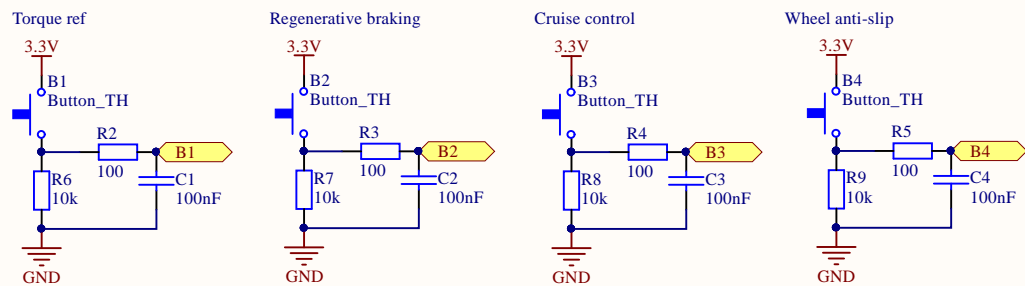 Torque ref
3.3V
B1
Button_TH
R2
100
B1
R6
10k
C1
100nF
GND
Regenerative braking
3.3V
B2
Button_TH
R3
100
B2
R7
10k
C2
100nF
GND
Cruise control
3.3V
B3
Button_TH
R4
100
B3
R8
10k
C3
100nF
GND
Wheel anti-slip
3.3V
B4
Button_TH
R5
100
B4
R9
10k
C4
100nF
GND